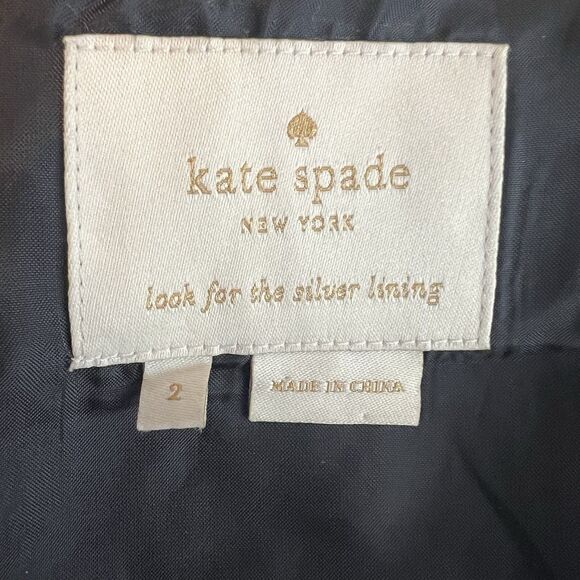 kate spade
NEW YORK
look for the silver lining
2
MADE IN CHINA